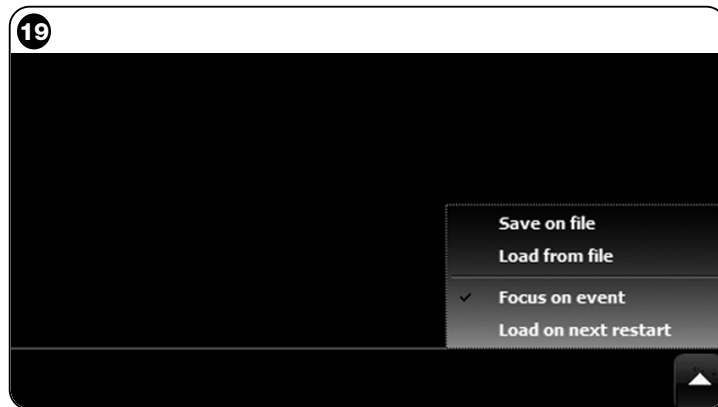 19
Save on file
Load from file
Focus on event
Load on next restart